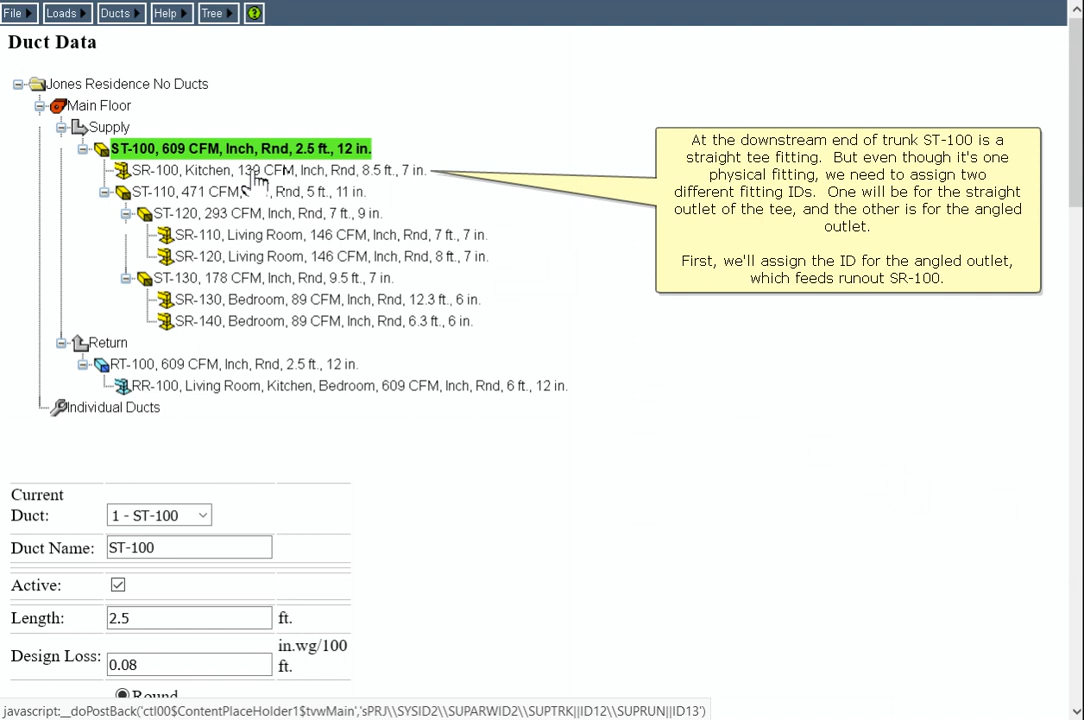 File Loads Ducts Help Tree ?
Duct Data
Jones Residence No Ducts
Main Floor
Supply
ST-100, 609 CFM, Inch, Rnd, 2.5 ft., 12 in.
SR-100, Kitchen, 139 CFM, Inch, Rnd, 8.5 ft., 7 in.
ST-110, 471 CFM, Rnd, 5 ft., 11 in.
ST-120, 293 CFM, Inch, Rnd, 7 ft., 9 in.
SR-110, Living Room, 146 CFM, Inch, Rnd, 7 ft., 7 in.
SR-120, Living Room, 146 CFM, Inch, Rnd, 8 ft., 7 in.
ST-130, 178 CFM, Inch, Rnd, 9.5 ft., 7 in.
SR-130, Bedroom, 89 CFM, Inch, Rnd, 12.3 ft., 6 in.
SR-140, Bedroom, 89 CFM, Inch, Rnd, 6.3 ft., 6 in.
Return
RT-100, 609 CFM, Inch, Rnd, 2.5 ft., 12 in.
RR-100, Living Room, Kitchen, Bedroom, 609 CFM, Inch, Rnd, 6 ft., 12 in.
Individual Ducts
At the downstream end of trunk ST-100 is a
straight tee fitting. But even though it's one
physical fitting, we need to assign two
different fitting IDs. One will be for the straight
outlet of the tee, and the other is for the angled
outlet.
First, we'll assign the ID for the angled outlet,
which feeds runout SR-100.
Current
Duct: 1 - ST-100
Duct Name: ST-100
Active:
Length: 2.5 ft.
Design Loss: 0.08 in.wg/100
ft.
Round
javascript:__doPostBack('ctl00$ContentPlaceHolder1$tvwMain','sPRJ\\SYSID2\\SUPARWID2\\SUPTRK||ID12\\SUPRUN||ID13')